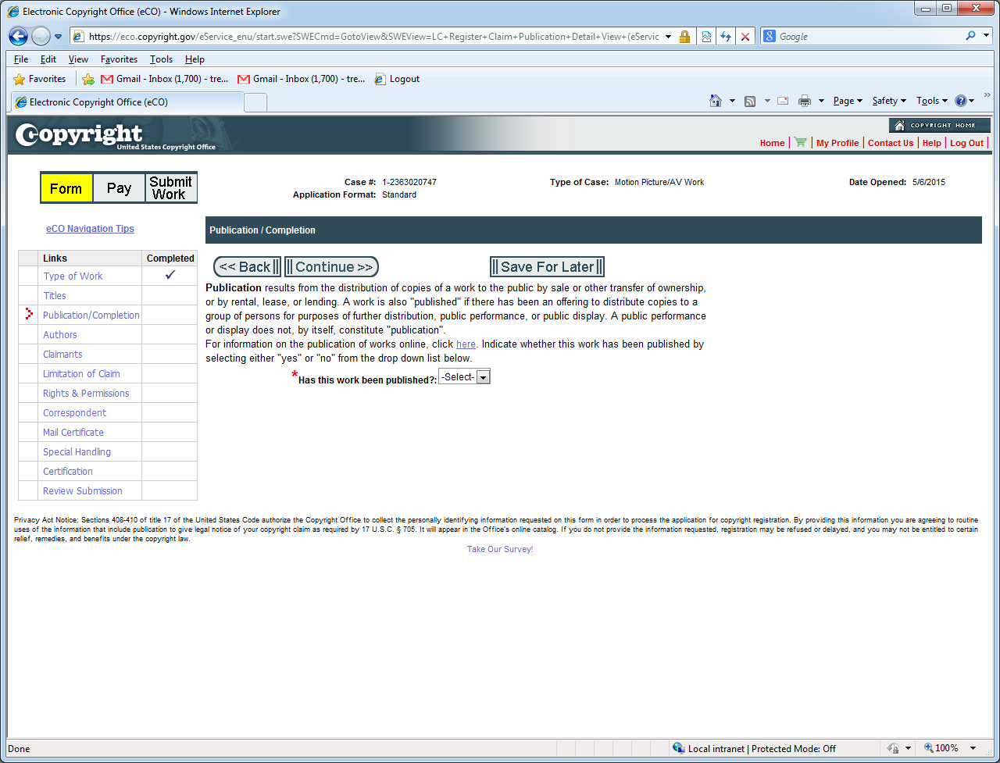 Electronic Copyright Office (eCO) - Windows Internet Explorer
https://eco.copyright.gov/eService_enu/start.swe?SWECmd=GotoView&SWEView=LC+Register+Claim+Publication+Detail+View+(eServic
Google
File Edit View Favorites Tools Help
Favorites Gmail - Inbox (1,700) - tre... Gmail - Inbox (1,700) - tre... Logout
Electronic Copyright Office (eCO)
Page Safety Tools »
Copyright
United States Copyright Office
COPYRIGHT HOME
Home | | My Profile | Contact Us | Help | Log Out |
Form Pay Submit Work
Case #: 1-2363020747 Type of Case: Motion Picture/AV Work Date Opened: 5/6/2015
Application Format: Standard
eCO Navigation Tips
Publication / Completion
Links Completed
Type of Work ✓
Titles
Publication/Completion
Authors
Claimants
Limitation of Claim
Rights & Permissions
Correspondent
Mail Certificate
Special Handling
Certification
Review Submission
<< Back Continue >> Save For Later
Publication results from the distribution of copies of a work to the public by sale or other transfer of ownership,
or by rental, lease, or lending. A work is also "published" if there has been an offering to distribute copies to a
group of persons for purposes of further distribution, public performance, or public display. A public performance
or display does not, by itself, constitute "publication".
For information on the publication of works online, click here. Indicate whether this work has been published by
selecting either "yes" or "no" from the drop down list below.
*Has this work been published?: -Select-
Privacy Act Notice: Sections 408-410 of title 17 of the United States Code authorize the Copyright Office to collect the personally identifying information requested on this form in order to process the application for copyright registration. By providing this information you are agreeing to routine
uses of the information that include publication to give legal notice of your copyright claim as required by 17 U.S.C. § 705. It will appear in the Office's online catalog. If you do not provide the information requested, registration may be refused or delayed, and you may not be entitled to certain
relief, remedies, and benefits under the copyright law.
Take Our Survey!
Done
Local intranet | Protected Mode: Off
100%